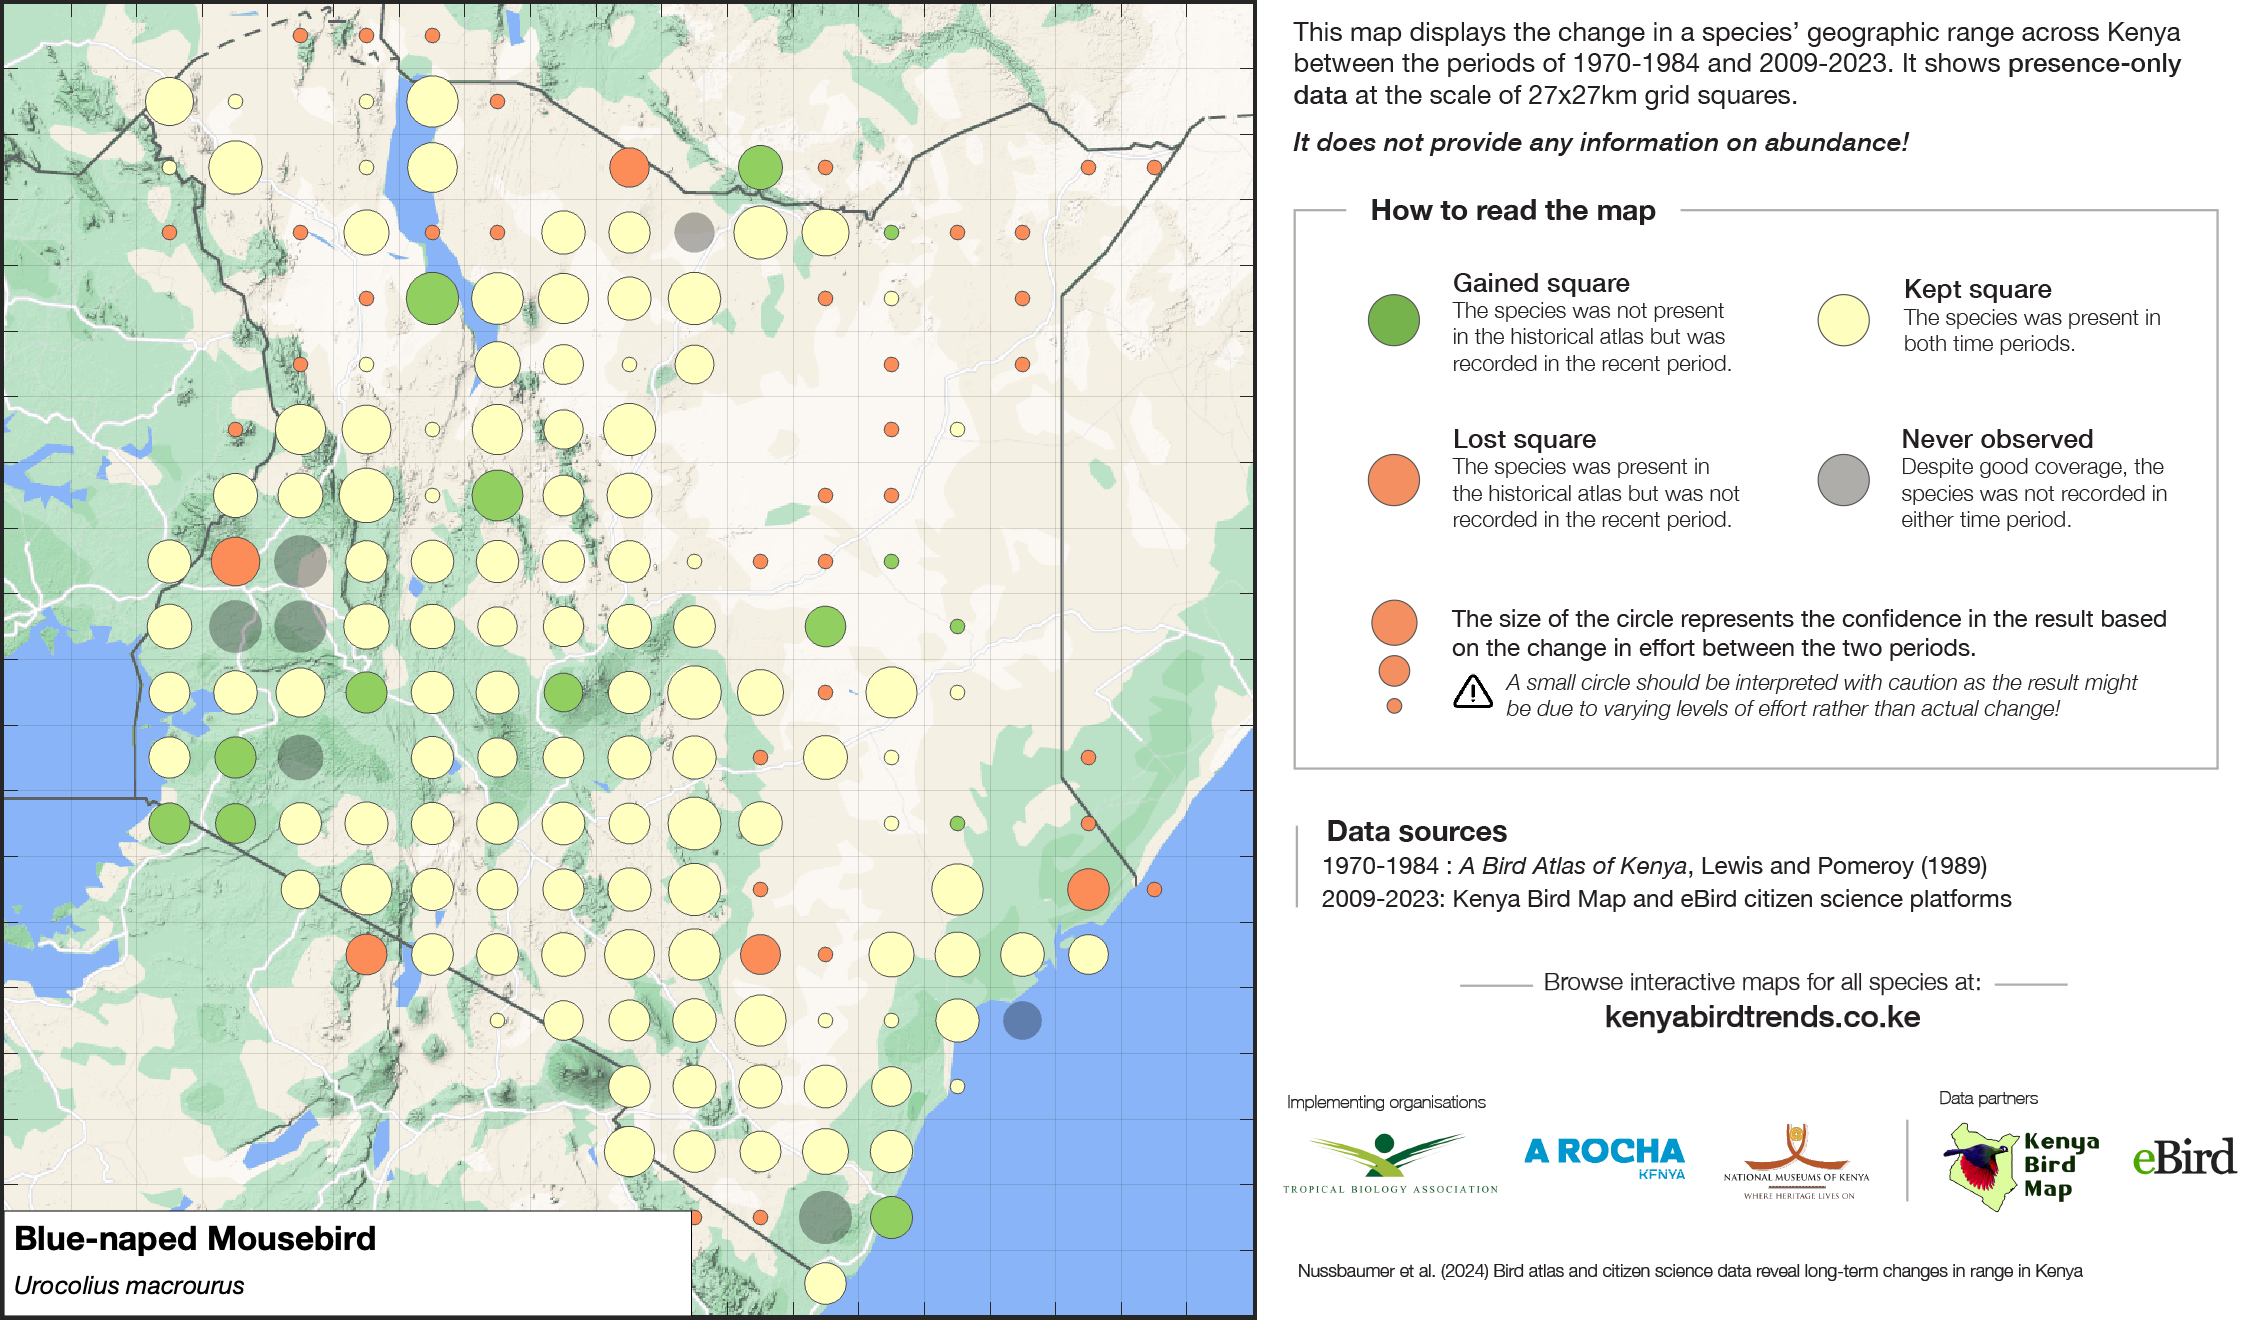 This map displays the change in a species’ geographic range across Kenya
between the periods of 1970-1984 and 2009-2023. It shows presence-only
data at the scale of 27x27km grid squares.
It does not provide any information on abundance!
How to read the map
Gained square
The species was not present
in the historical atlas but was
recorded in the recent period.
Kept square
The species was present in
both time periods.
Lost square
The species was present in
the historical atlas but was not
recorded in the recent period.
Never observed
Despite good coverage, the
species was not recorded in
either time period.
The size of the circle represents the confidence in the result based
on the change in effort between the two periods.
A small circle should be interpreted with caution as the result might
be due to varying levels of effort rather than actual change!
Data sources
1970-1984 : A Bird Atlas of Kenya, Lewis and Pomeroy (1989)
2009-2023: Kenya Bird Map and eBird citizen science platforms
Browse interactive maps for all species at:
kenyabirdtrends.co.ke
Implementing organisations
Data partners
TROPICAL BIOLOGY ASSOCIATION
A ROCHA
KENYA
NATIONAL MUSEUMS OF KENYA
WHERE HERITAGE LIVES ON
Kenya
Bird
Map
eBird
Nussbaumer et al. (2024) Bird atlas and citizen science data reveal long-term changes in range in Kenya
Blue-naped Mousebird
Urocolius macrourus